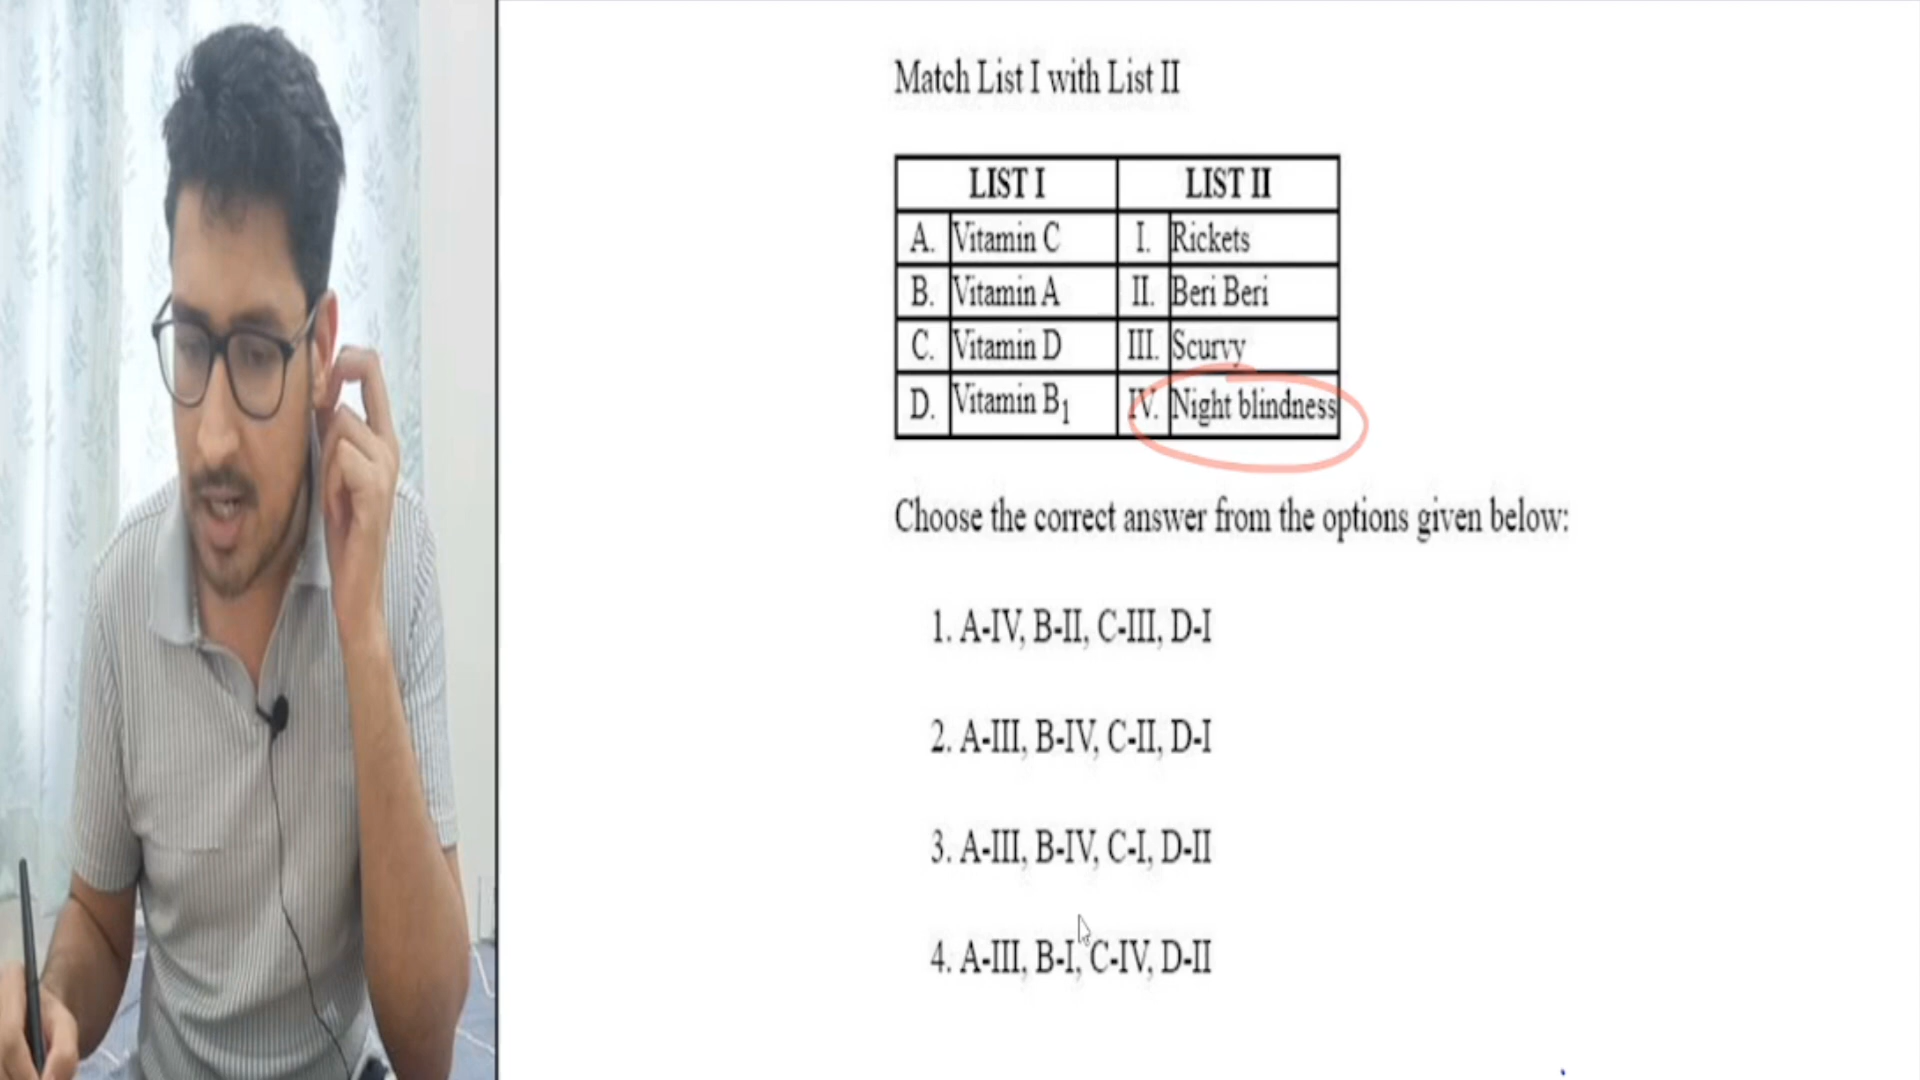 Match List I with List II
LIST I LIST II
A. Vitamin C I. Rickets
B. Vitamin A II. Beri Beri
C. Vitamin D III. Scurvy
D. Vitamin B₁ IV. Night blindness
Choose the correct answer from the options given below:
1. A-IV, B-II, C-III, D-I
2. A-III, B-IV, C-II, D-I
3. A-III, B-IV, C-I, D-II
4. A-III, B-I, C-IV, D-II